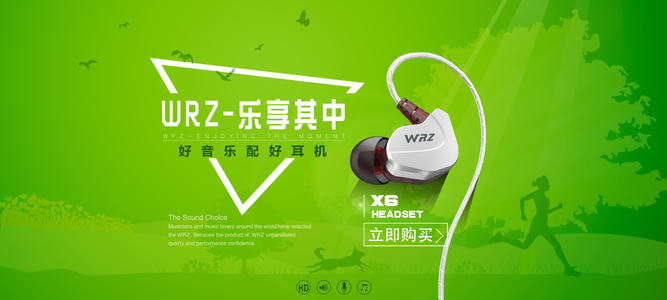 WRZ-乐享其中
WRZ-ENJOYING THE MOMENT
好音乐配好耳机
WRZ
X6
HEADSET
立即购买>
The Sound Choice
Musicians and music lovers around the world have selected
the WRZ, Because the product of WRZ unparalleled
quality and performance confidence.
HD